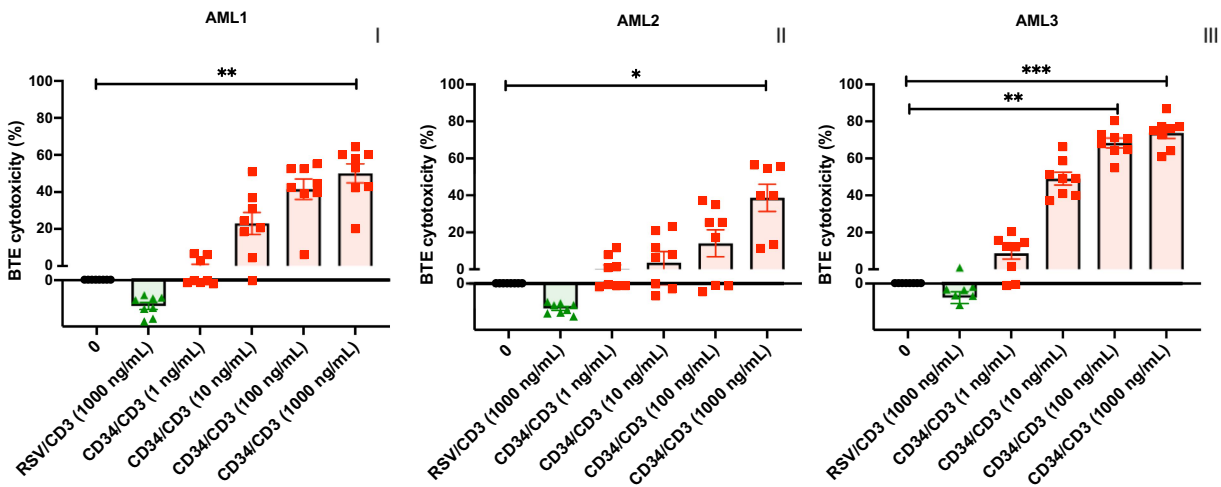 AML1
I
**
BTE cytotoxicity (%)
100
80
60
40
20
0
0
0
RSV/CD3 (1000 ng/mL)
CD34/CD3 (1 ng/mL)
CD34/CD3 (10 ng/mL)
CD34/CD3 (100 ng/mL)
CD34/CD3 (1000 ng/mL)
AML2
II
*
BTE cytotoxicity (%)
100
80
60
40
20
0
0
0
RSV/CD3 (1000 ng/mL)
CD34/CD3 (1 ng/mL)
CD34/CD3 (10 ng/mL)
CD34/CD3 (100 ng/mL)
CD34/CD3 (1000 ng/mL)
AML3
III
***
**
BTE cytotoxicity (%)
100
80
60
40
20
0
0
0
RSV/CD3 (1000 ng/mL)
CD34/CD3 (1 ng/mL)
CD34/CD3 (10 ng/mL)
CD34/CD3 (100 ng/mL)
CD34/CD3 (1000 ng/mL)